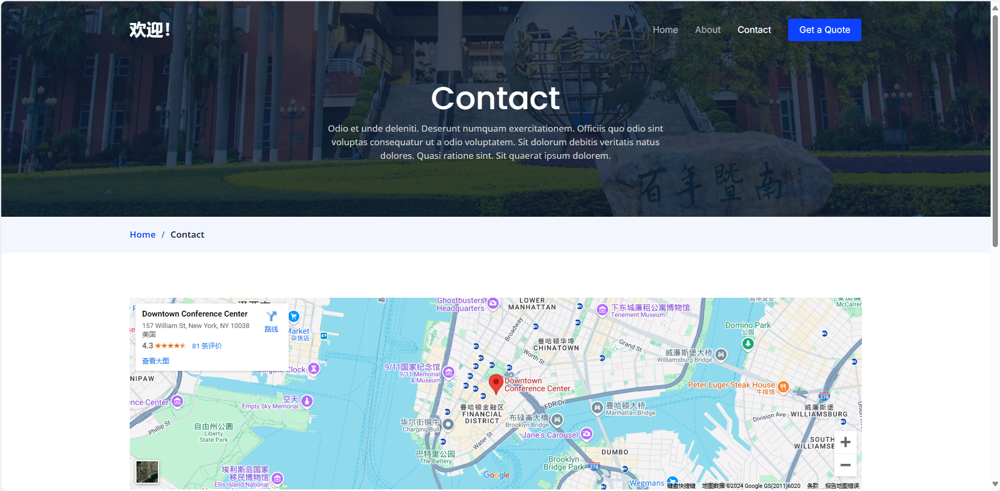 欢迎!
Home
About
Contact
Get a Quote
Contact
Odio et unde deleniti. Deserunt numquam exercitationem. Officiis quo odio sint
voluptas consequatur ut a odio voluptatem. Sit dolorum debitis veritatis natus
dolores. Quasi ratione sint. Sit quaerat ipsum dolorem.
百年暨南
Home / Contact
Downtown Conference Center
157 William St, New York, NY 10038
美国
4.3
81 条评价
路线
查看大图
Market
杂货店
Colgate Clock
NIPAW
nce Center
Phillip St
空天
Empty Sky Memorial
自由州公園
Liberty
State Park
埃利斯岛国家
移民博物馆
Ellis Island National
Ghostbusters
Headquarters
LOWER
MANHATTAN
下东城廉租公寓博物馆
Tenement Museum
Broadway
曼哈顿华埠
CHINATOWN
Grand St
Worth St
9/11国家纪念馆
9/11 Memorial
& Museum
Downtown
Conference Center
曼哈顿金融区
FINANCIAL
DISTRICT
FDR Dr
华尔街铜牛
Charging Bull
Water St
巴特里公园
The Battery
布碌崙大橋
Brooklyn Bridge
Jane's Carousel
曼哈顿大桥
Manhattan Bridge
威廉斯堡大桥
Williamsburg Bridge
Domino Park
公园
暂停营业
McCarren
Peter Luger Steak House
牛排馆
278
威廉斯堡
WILLIAMSBURG
Division Ave
SOUTH
WILLIAMSB
DUMBO
Brooklyn
Bridge Park
278
Wegmans
Google
键盘快捷键
地图数据 ©2024 Google GS(2011)6020
条款
报告地图错误